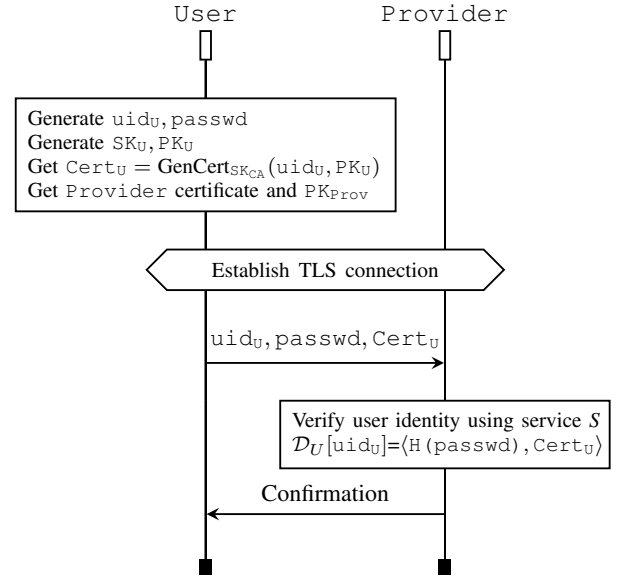 User Provider
Generate uid_U, passwd
Generate SK_U, PK_U
Get Cert_U = GenCert_SK_CA(uid_U, PK_U)
Get Provider certificate and PK_Prov
Establish TLS connection
uid_U, passwd, Cert_U
Verify user identity using service S
𝒟_U[uid_U]=⟨H(passwd),Cert_U⟩
Confirmation